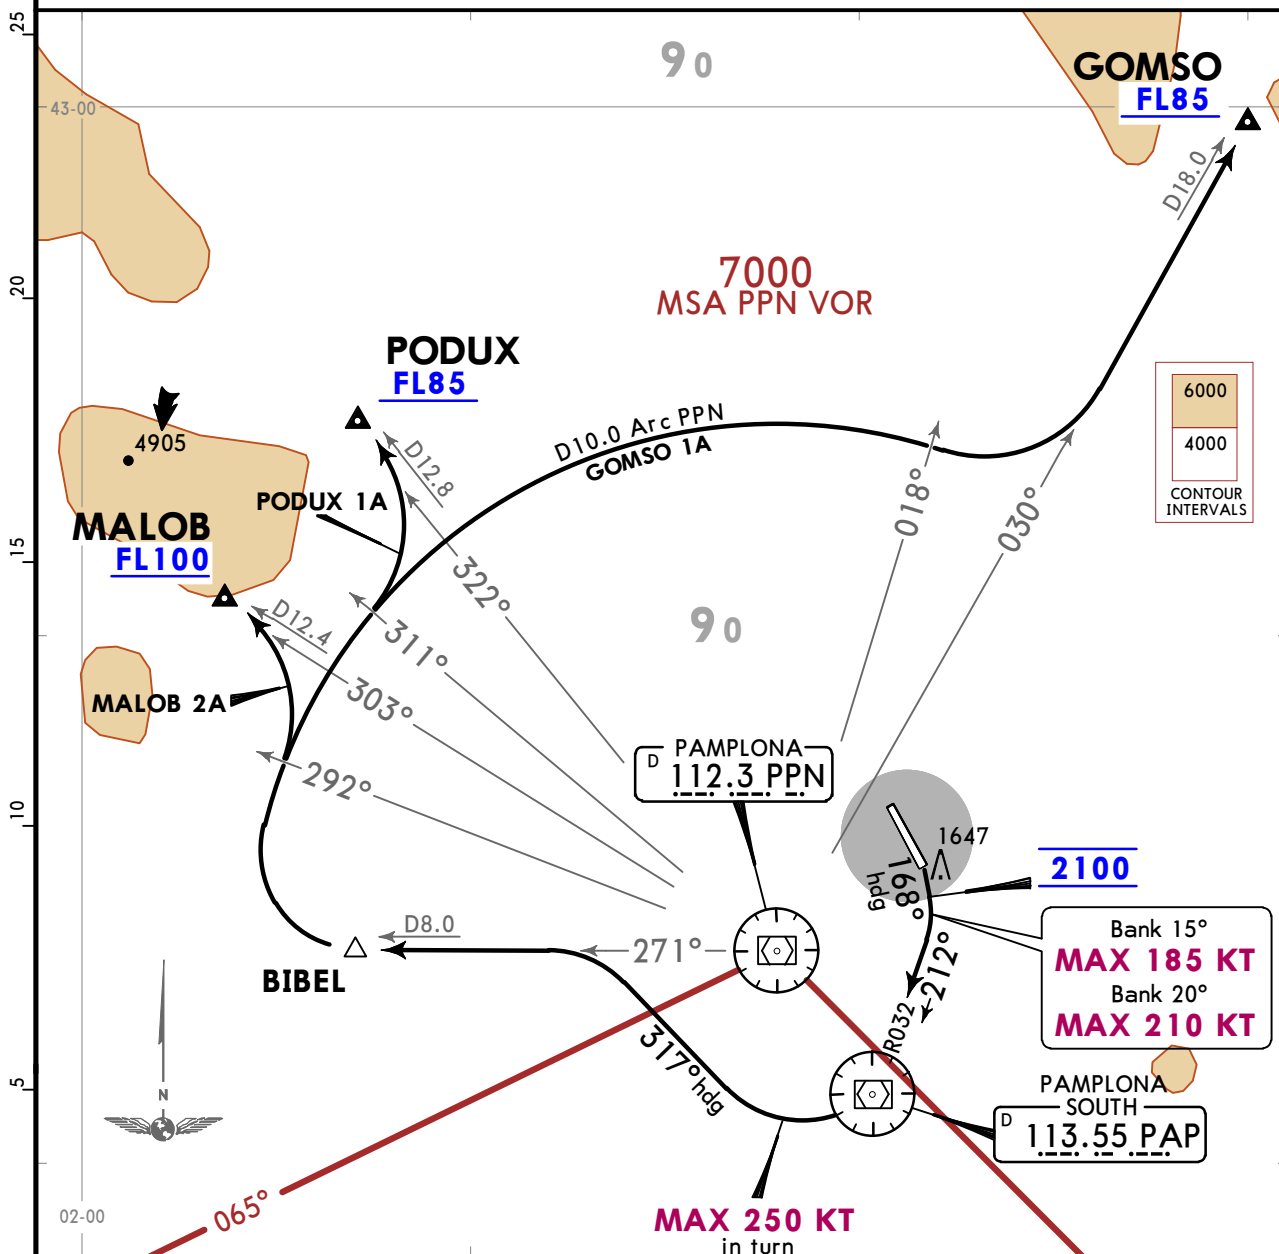 25
90
GOMSO
FL85
43-00
D18.0
20
7000
MSA PPN VOR
PODUX
FL85
6000
4000
CONTOUR
INTERVALS
4905
D10.0 Arc PPN
GOMSO 1A
D12.8
PODUX 1A
018°
030°
MALOB
FL100
15
322°
D12.4
311°
90
303°
MALOB 2A
292°
PAMPLONA
D 112.3 PPN
10
1647
168°
hdg
2100
D8.0
271°
BIBEL
212°
R032
Bank 15°
MAX 185 KT
Bank 20°
MAX 210 KT
317° hdg
5
N
PAMPLONA
SOUTH
D 113.55 PAP
065°
02-00
MAX 250 KT
in turn